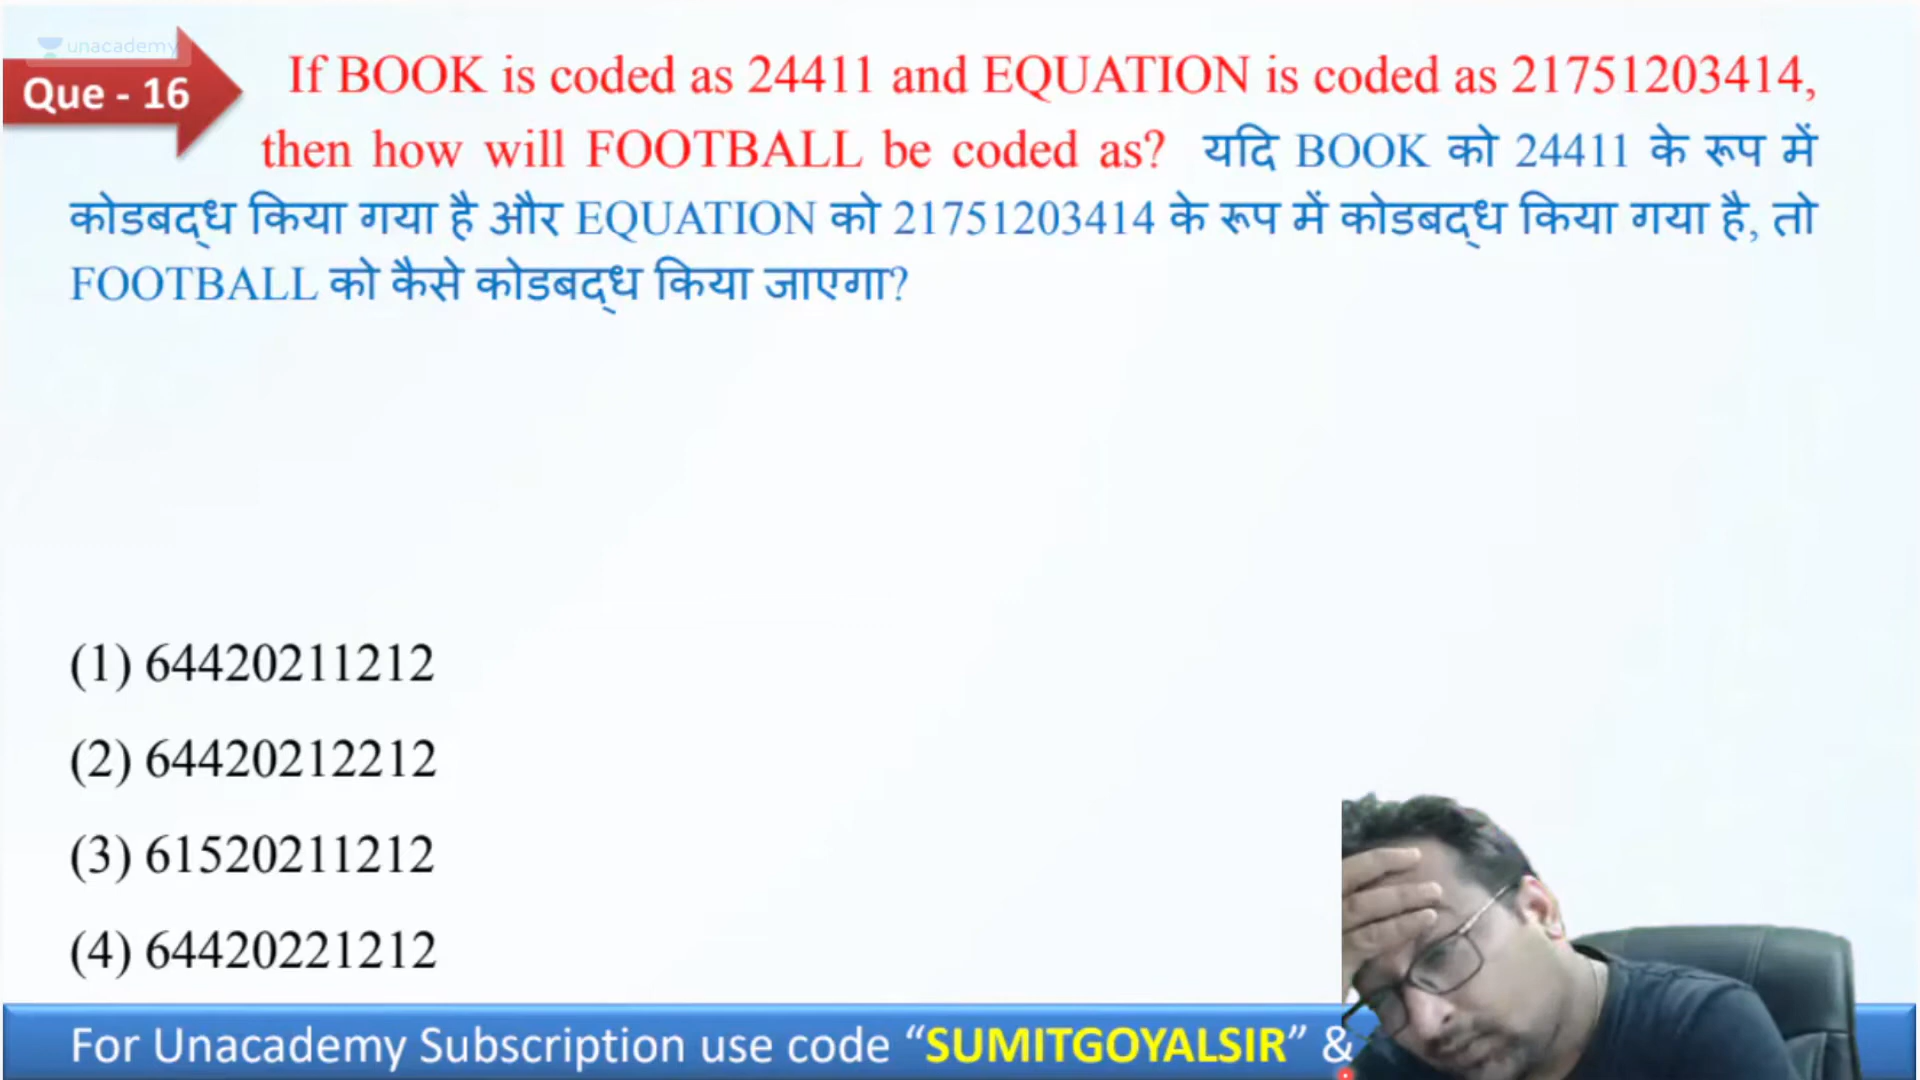 unacademy
Que - 16
If BOOK is coded as 24411 and EQUATION is coded as 21751203414,
then how will FOOTBALL be coded as? यदि BOOK को 24411 के रूप में
कोडबद्ध किया गया है और EQUATION को 21751203414 के रूप में कोडबद्ध किया गया है, तो
FOOTBALL को कैसे कोडबद्ध किया जाएगा?
(1) 64420211212
(2) 64420212212
(3) 61520211212
(4) 64420221212
For Unacademy Subscription use code “SUMITGOYALSIR” &